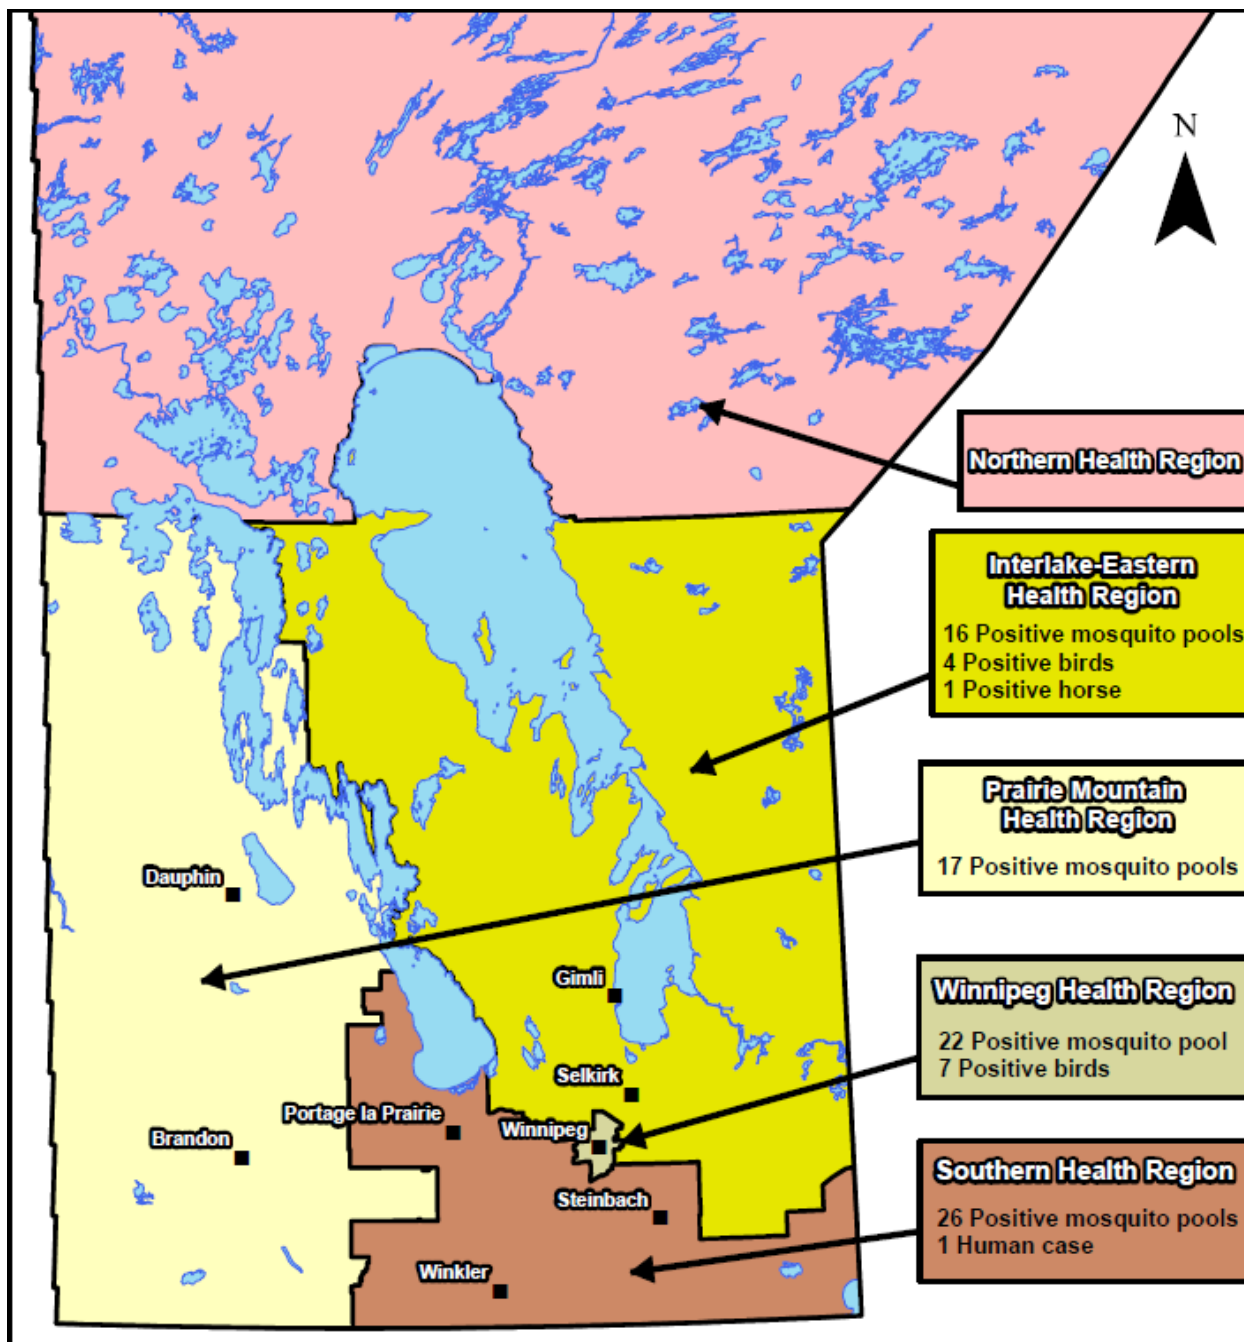 N
Northern Health Region
Interlake-Eastern
Health Region
16 Positive mosquito pools
4 Positive birds
1 Positive horse
Prairie Mountain
Health Region
17 Positive mosquito pools
Dauphin
Gimli
Winnipeg Health Region
22 Positive mosquito pool
7 Positive birds
Selkirk
Portage la Prairie
Winnipeg
Brandon
Southern Health Region
26 Positive mosquito pools
1 Human case
Steinbach
Winkler